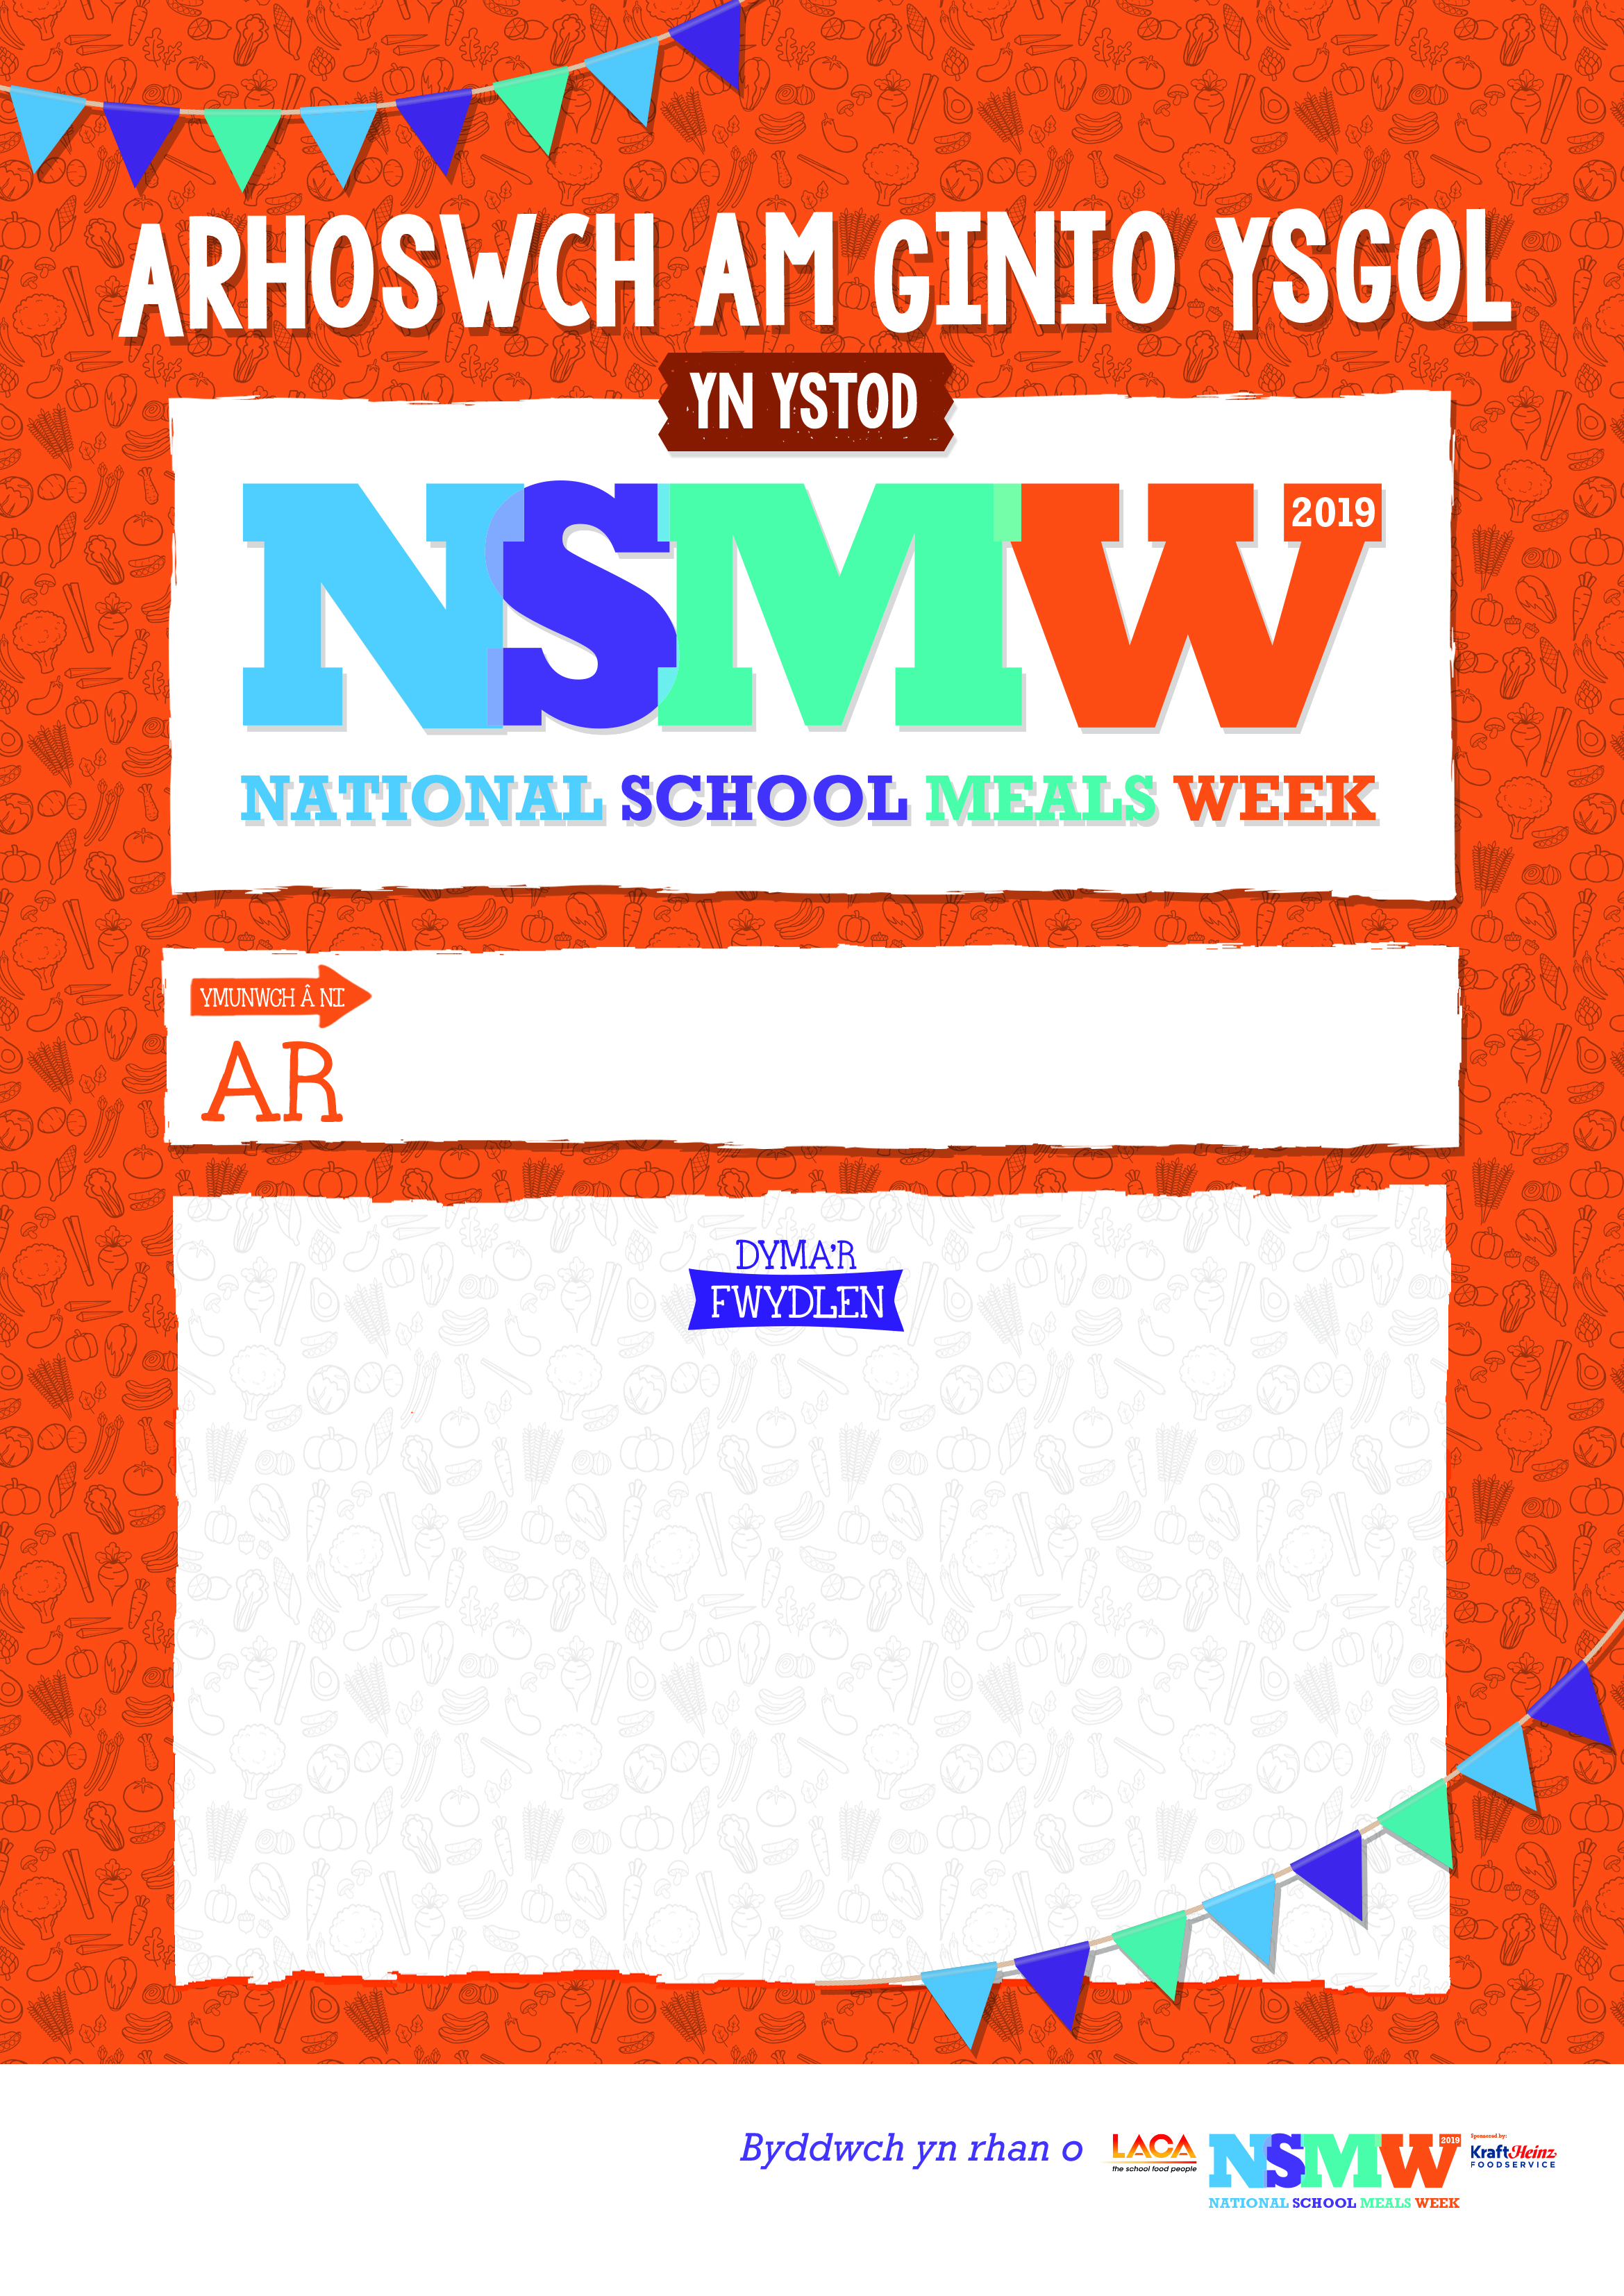 ARHOSWCH AM GINIO YSGOL
YN YSTOD
NSMW 2019
NATIONAL SCHOOL MEALS WEEK
YMUNWCH Â NI
AR
DYMA'R
FWYDLEN
Byddwch yn rhan o
LACA
the school food people
NSMW 2019
NATIONAL SCHOOL MEALS WEEK
Sponsored by:
KraftHeinz
FOODSERVICE